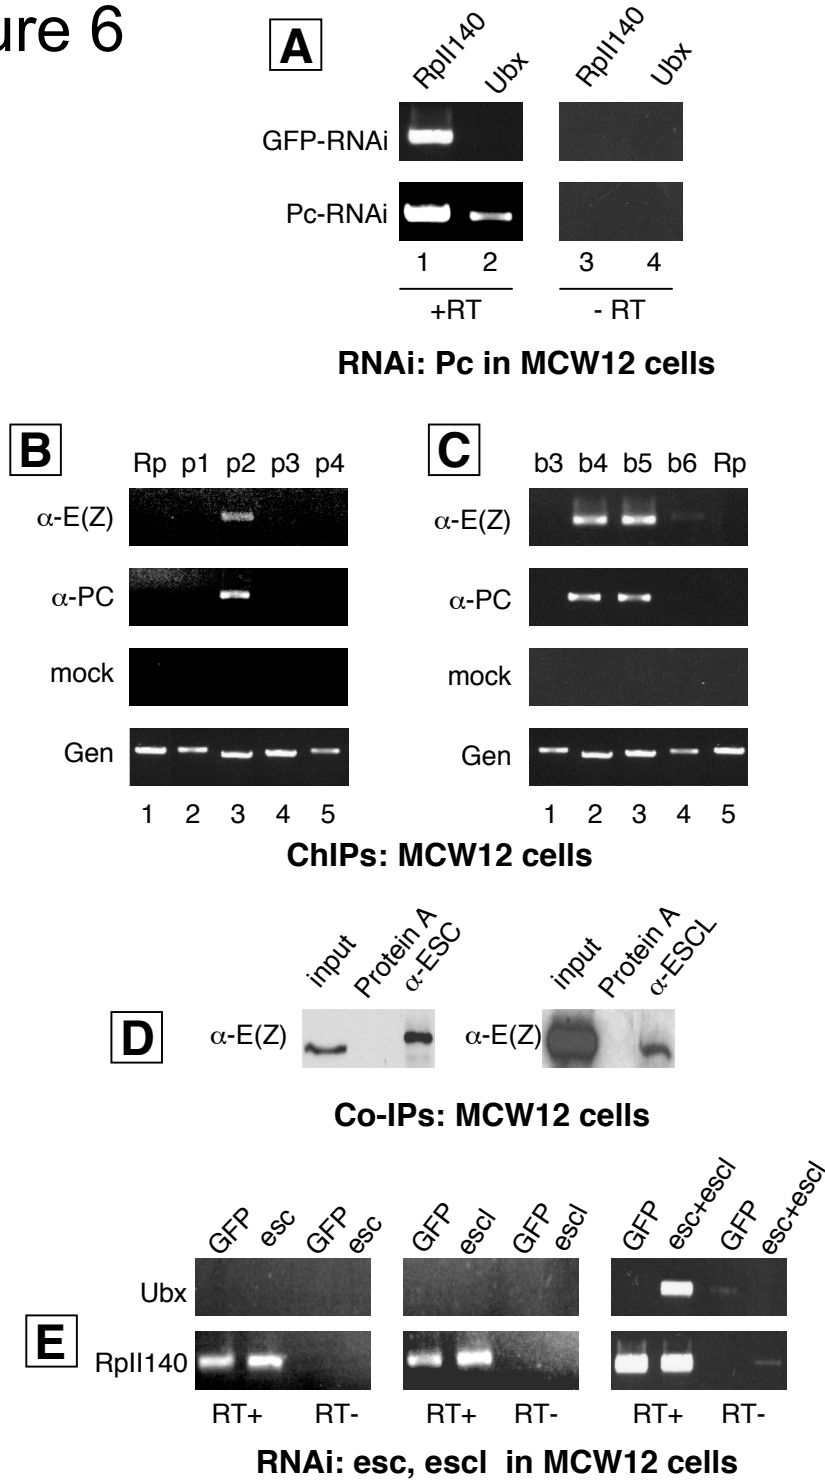 ure 6
A
RpII140 Ubx RpII140 Ubx
GFP-RNAi
Pc-RNAi
1 2 3 4
+RT - RT
RNAi: Pc in MCW12 cells
B
Rp p1 p2 p3 p4
α-E(Z)
α-PC
mock
Gen
1 2 3 4 5
C
b3 b4 b5 b6 Rp
α-E(Z)
α-PC
mock
Gen
1 2 3 4 5
ChIPs: MCW12 cells
D
input Protein A α-ESC
α-E(Z)
input Protein A α-ESCL
α-E(Z)
Co-IPs: MCW12 cells
E
GFP esc GFP esc GFP escl GFP escl GFP esc+escl GFP esc+escl
Ubx
RpII140
RT+ RT- RT+ RT- RT+ RT-
RNAi: esc, escl in MCW12 cells